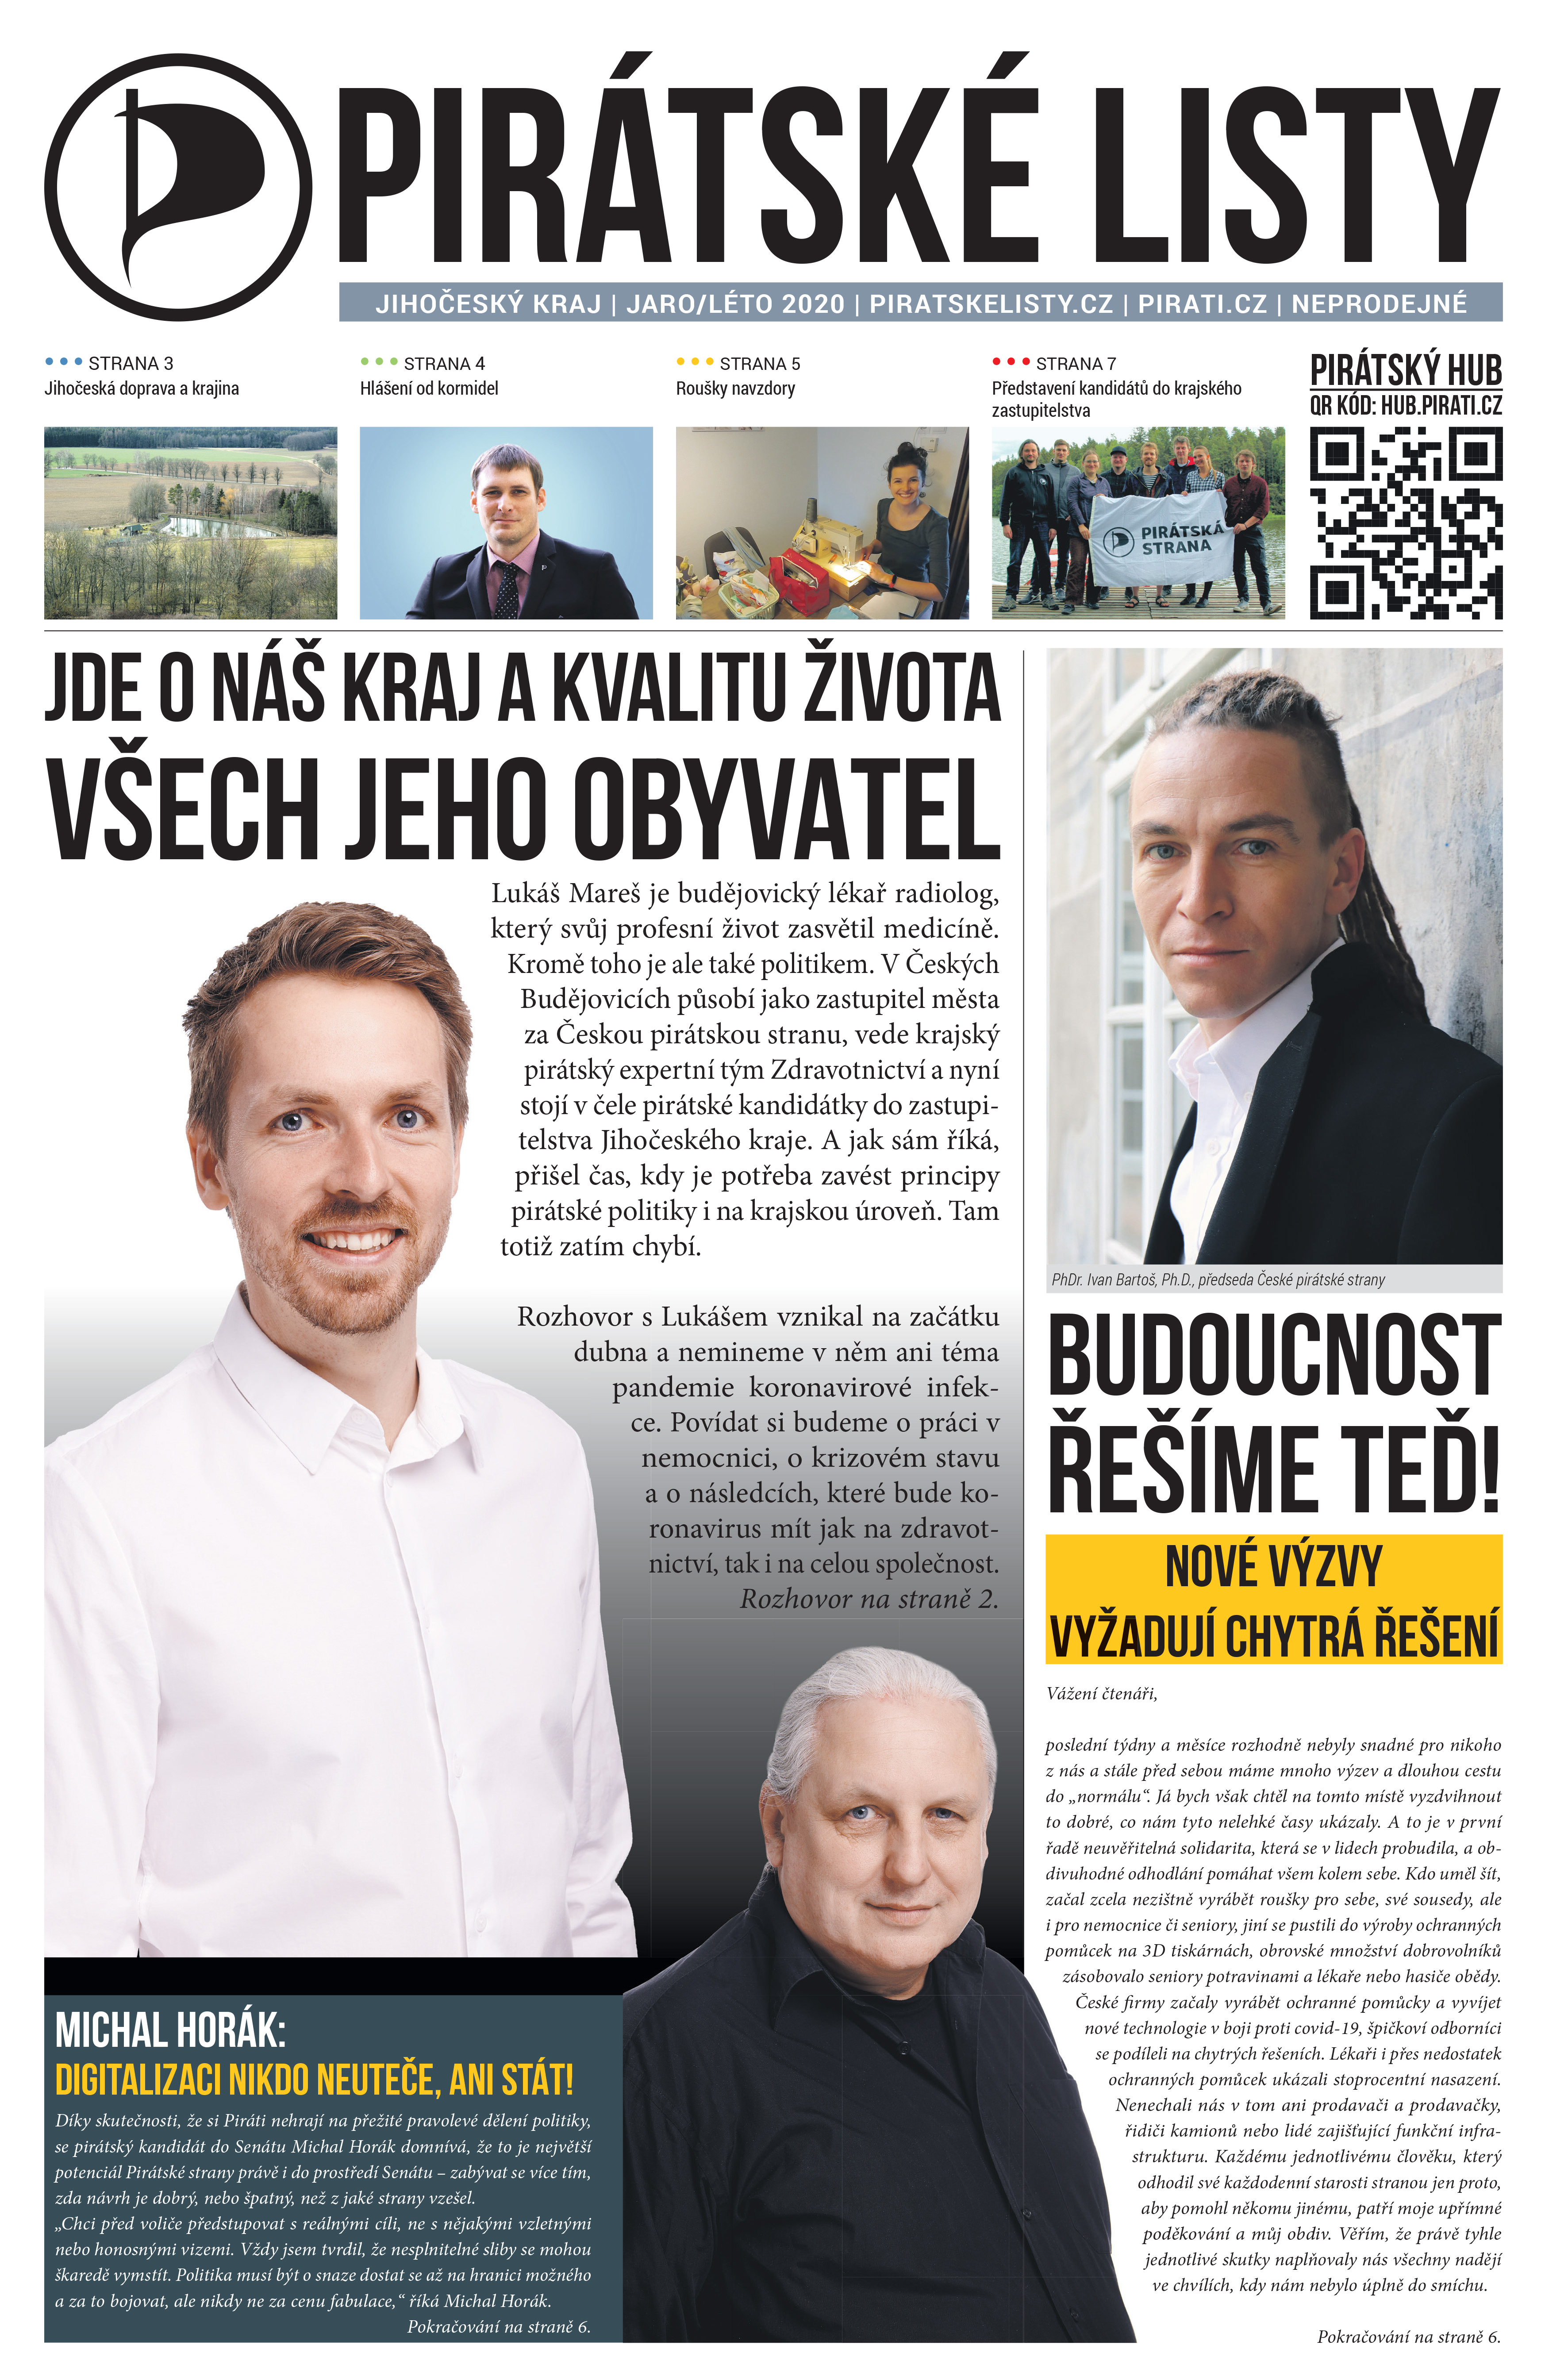 PIRÁTSKÉ LISTY
JIHOČESKÝ KRAJ | JARO/LÉTO 2020 | PIRATSKELISTY.CZ | PIRATI.CZ | NEPRODEJNÉ
STRANA 3
Jihočeská doprava a krajina
STRANA 4
Hlášení od kormidel
STRANA 5
Roušky navzdory
STRANA 7
Představení kandidátů do krajského
zastupitelstva
PIRÁTSKÁ
STRANA
PIRÁTSKÝ HUB
QR KÓD: HUB.PIRATI.CZ
JDE O NÁŠ KRAJ A KVALITU ŽIVOTA
VŠECH JEHO OBYVATEL
Lukáš Mareš je budějovický lékař radiolog,
který svůj profesní život zasvětil medicíně.
Kromě toho je ale také politikem. V Českých
Budějovicích působí jako zastupitel města
za Českou pirátskou stranu, vede krajský
pirátský expertní tým Zdravotnictví a nyní
stojí v čele pirátské kandidátky do zastupi-
telstva Jihočeského kraje. A jak sám říká,
přišel čas, kdy je potřeba zavést principy
pirátské politiky i na krajskou úroveň. Tam
totiž zatím chybí.
Rozhovor s Lukášem vznikal na začátku
dubna a nemineme v něm ani téma
pandemie koronavirové infek-
ce. Povídat si budeme o práci v
nemocnici, o krizovém stavu
a o následcích, které bude ko-
ronavirus mít jak na zdravot-
nictví, tak i na celou společnost.
Rozhovor na straně 2.
MICHAL HORÁK:
DIGITALIZACI NIKDO NEUTEČE, ANI STÁT!
Díky skutečnosti, že si Piráti nehrají na přežité pravolevé dělení politiky,
se pirátský kandidát do Senátu Michal Horák domnívá, že to je největší
potenciál Pirátské strany právě i do prostředí Senátu – zabývat se více tím,
zda návrh je dobrý, nebo špatný, než z jaké strany vzešel.
„Chci před voliče předstupovat s reálnými cíli, ne s nějakými vzletnými
nebo honosnými vizemi. Vždy jsem tvrdil, že nesplnitelné sliby se mohou
škaredě vymstít. Politika musí být o snaze dostat se až na hranici možného
a za to bojovat, ale nikdy ne za cenu fabulace,“ říká Michal Horák.
Pokračování na straně 6.
PhDr. Ivan Bartoš, Ph.D., předseda České pirátské strany
BUDOUCNOST
ŘEŠÍME TEĎ!
NOVÉ VÝZVY
VYŽADUJÍ CHYTRÁ ŘEŠENÍ
Vážení čtenáři,
poslední týdny a měsíce rozhodně nebyly snadné pro nikoho
z nás a stále před sebou máme mnoho výzev a dlouhou cestu
do „normálu“. Já bych však chtěl na tomto místě vyzdvihnout
to dobré, co nám tyto nelehké časy ukázaly. A to je v první
řadě neuvěřitelná solidarita, která se v lidech probudila, a ob-
divuhodné odhodlání pomáhat všem kolem sebe. Kdo uměl šít,
začal zcela nezištně vyrábět roušky pro sebe, své sousedy, ale
i pro nemocnice či seniory, jiní se pustili do výroby ochranných
pomůcek na 3D tiskárnách, obrovské množství dobrovolníků
zásobovalo seniory potravinami a lékaře nebo hasiče obědy.
České firmy začaly vyrábět ochranné pomůcky a vyvíjet
nové technologie v boji proti covid-19, špičkoví odborníci
se podíleli na chytrých řešeních. Lékaři i přes nedostatek
ochranných pomůcek ukázali stoprocentní nasazení.
Nenechali nás v tom ani prodavači a prodavačky,
řidiči kamionů nebo lidé zajišťující funkční infra-
strukturu. Každému jednotlivému člověku, který
odhodil své každodenní starosti stranou jen proto,
aby pomohl někomu jinému, patří moje upřímné
poděkování a můj obdiv. Věřím, že právě tyhle
jednotlivé skutky naplňovaly nás všechny nadějí
ve chvílích, kdy nám nebylo úplně do smíchu.
Pokračování na straně 6.